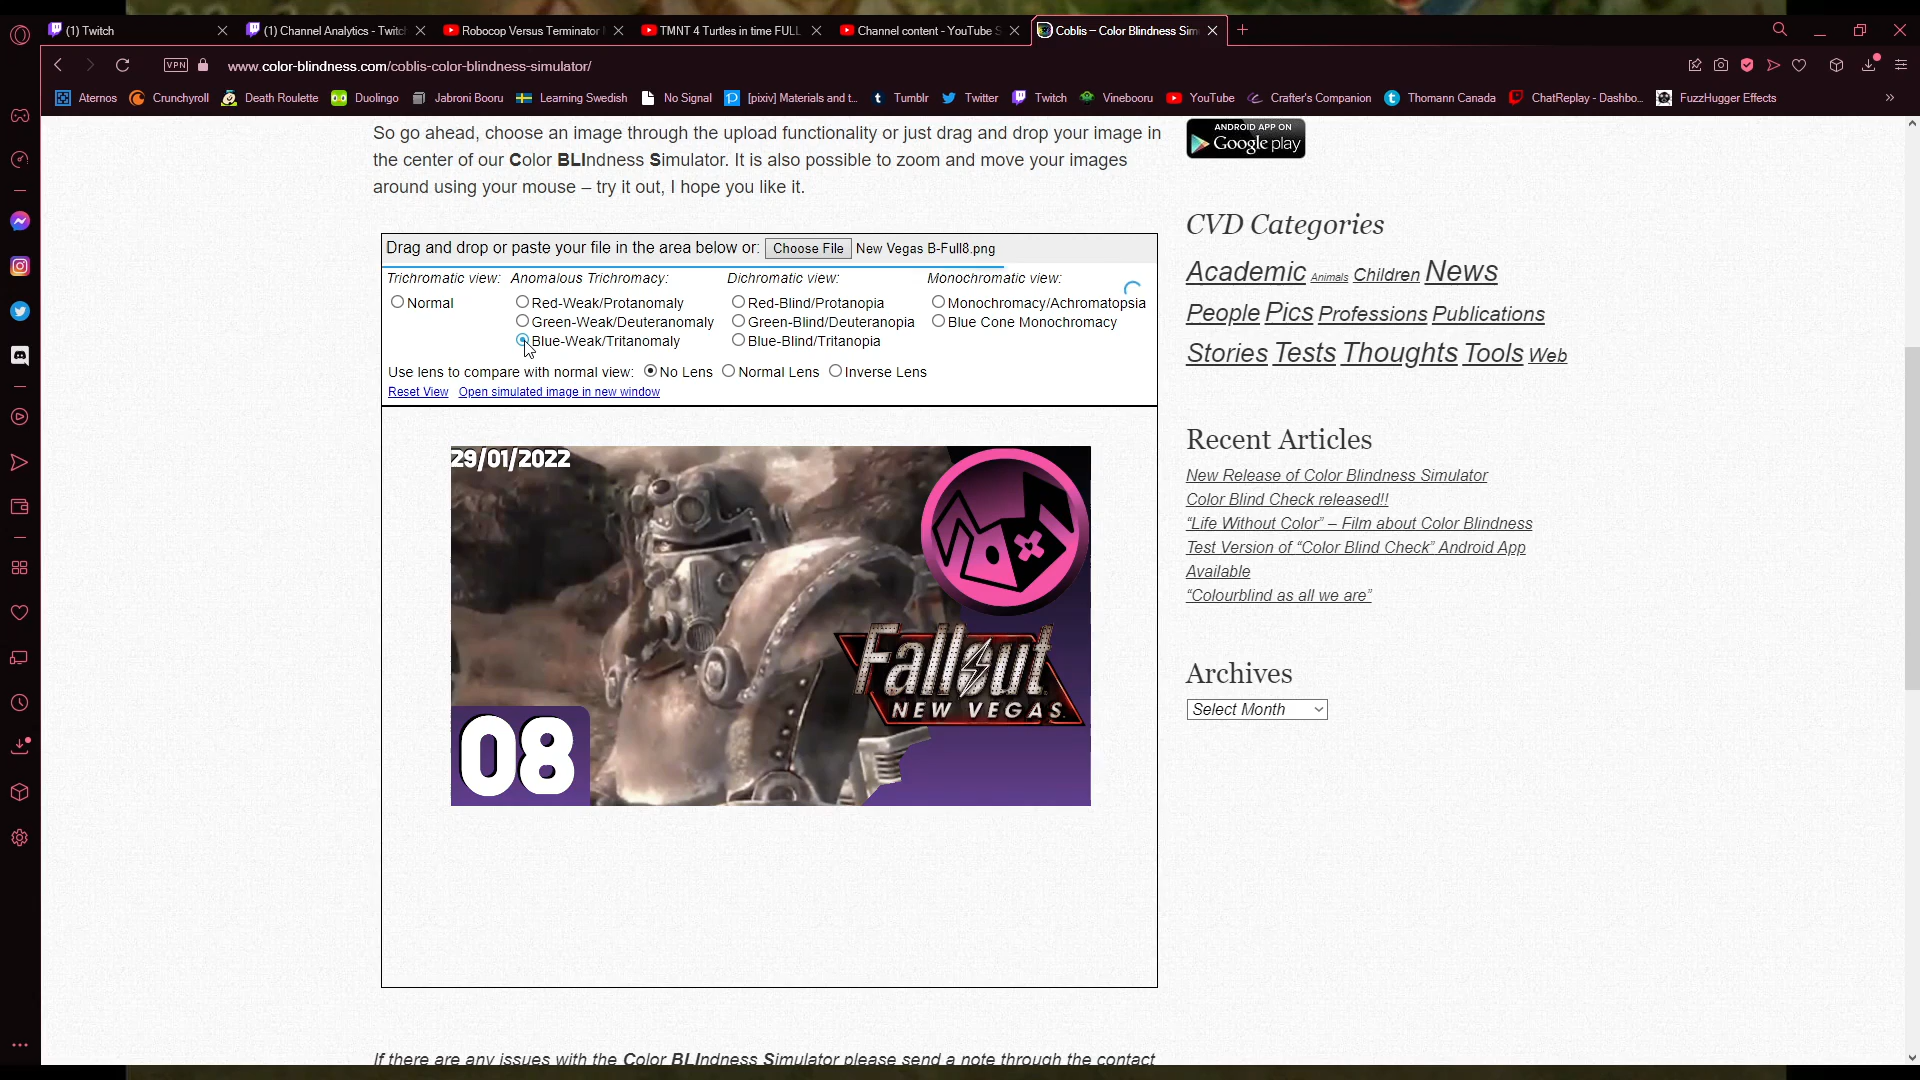 (1) Twitch
(1) Channel Analytics - Twitc
Robocop Versus Terminator
TMNT 4 Turtles in time FULL
Channel content - YouTube S
Coblis – Color Blindness Sim
VPN
www.color-blindness.com/coblis-color-blindness-simulator/
Aternos
Crunchyroll
Death Roulette
Duolingo
Jabroni Booru
Learning Swedish
No Signal
[pixiv] Materials and t...
Tumblr
Twitter
Twitch
Vinebooru
YouTube
Crafter's Companion
Thomann Canada
ChatReplay - Dashbo...
FuzzHugger Effects
So go ahead, choose an image through the upload functionality or just drag and drop your image in
the center of our Color BLIndness Simulator. It is also possible to zoom and move your images
around using your mouse – try it out, I hope you like it.
Drag and drop or paste your file in the area below or: Choose File New Vegas B-Full8.png
Trichromatic view: Anomalous Trichromacy: Dichromatic view: Monochromatic view:
Normal Red-Weak/Protanomaly Red-Blind/Protanopia Monochromacy/Achromatopsia
Green-Weak/Deuteranomaly Green-Blind/Deuteranopia Blue Cone Monochromacy
Blue-Weak/Tritanomaly Blue-Blind/Tritanopia
Use lens to compare with normal view: No Lens Normal Lens Inverse Lens
Reset View Open simulated image in new window
29/01/2022
Fallout
NEW VEGAS
08
If there are any issues with the Color BLIndness Simulator please send a note through the contact
ANDROID APP ON
Google play
CVD Categories
Academic Animals Children News
People Pics Professions Publications
Stories Tests Thoughts Tools Web
Recent Articles
New Release of Color Blindness Simulator
Color Blind Check released!!
“Life Without Color” – Film about Color Blindness
Test Version of “Color Blind Check” Android App
Available
“Colourblind as all we are”
Archives
Select Month